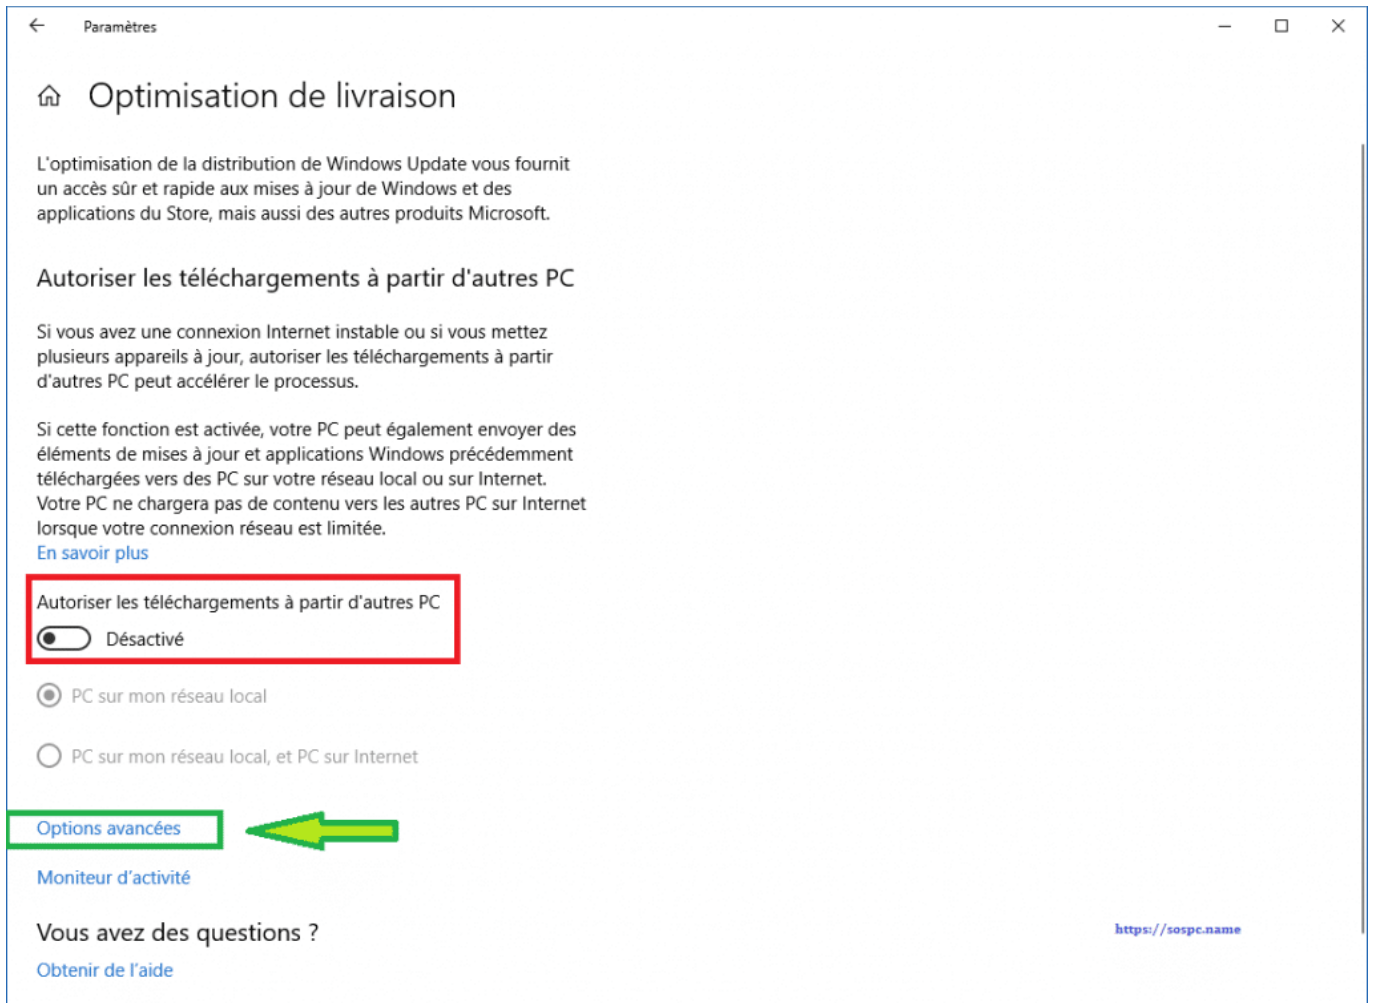 Paramètres
Optimisation de livraison
L'optimisation de la distribution de Windows Update vous fournit
un accès sûr et rapide aux mises à jour de Windows et des
applications du Store, mais aussi des autres produits Microsoft.
Autoriser les téléchargements à partir d'autres PC
Si vous avez une connexion Internet instable ou si vous mettez
plusieurs appareils à jour, autoriser les téléchargements à partir
d'autres PC peut accélérer le processus.
Si cette fonction est activée, votre PC peut également envoyer des
éléments de mises à jour et applications Windows précédemment
téléchargées vers des PC sur votre réseau local ou sur Internet.
Votre PC ne chargera pas de contenu vers les autres PC sur Internet
lorsque votre connexion réseau est limitée.
En savoir plus
Autoriser les téléchargements à partir d'autres PC
Désactivé
PC sur mon réseau local
PC sur mon réseau local, et PC sur Internet
Options avancées
Moniteur d’activité
Vous avez des questions ?
https://sospc.name
Obtenir de l’aide